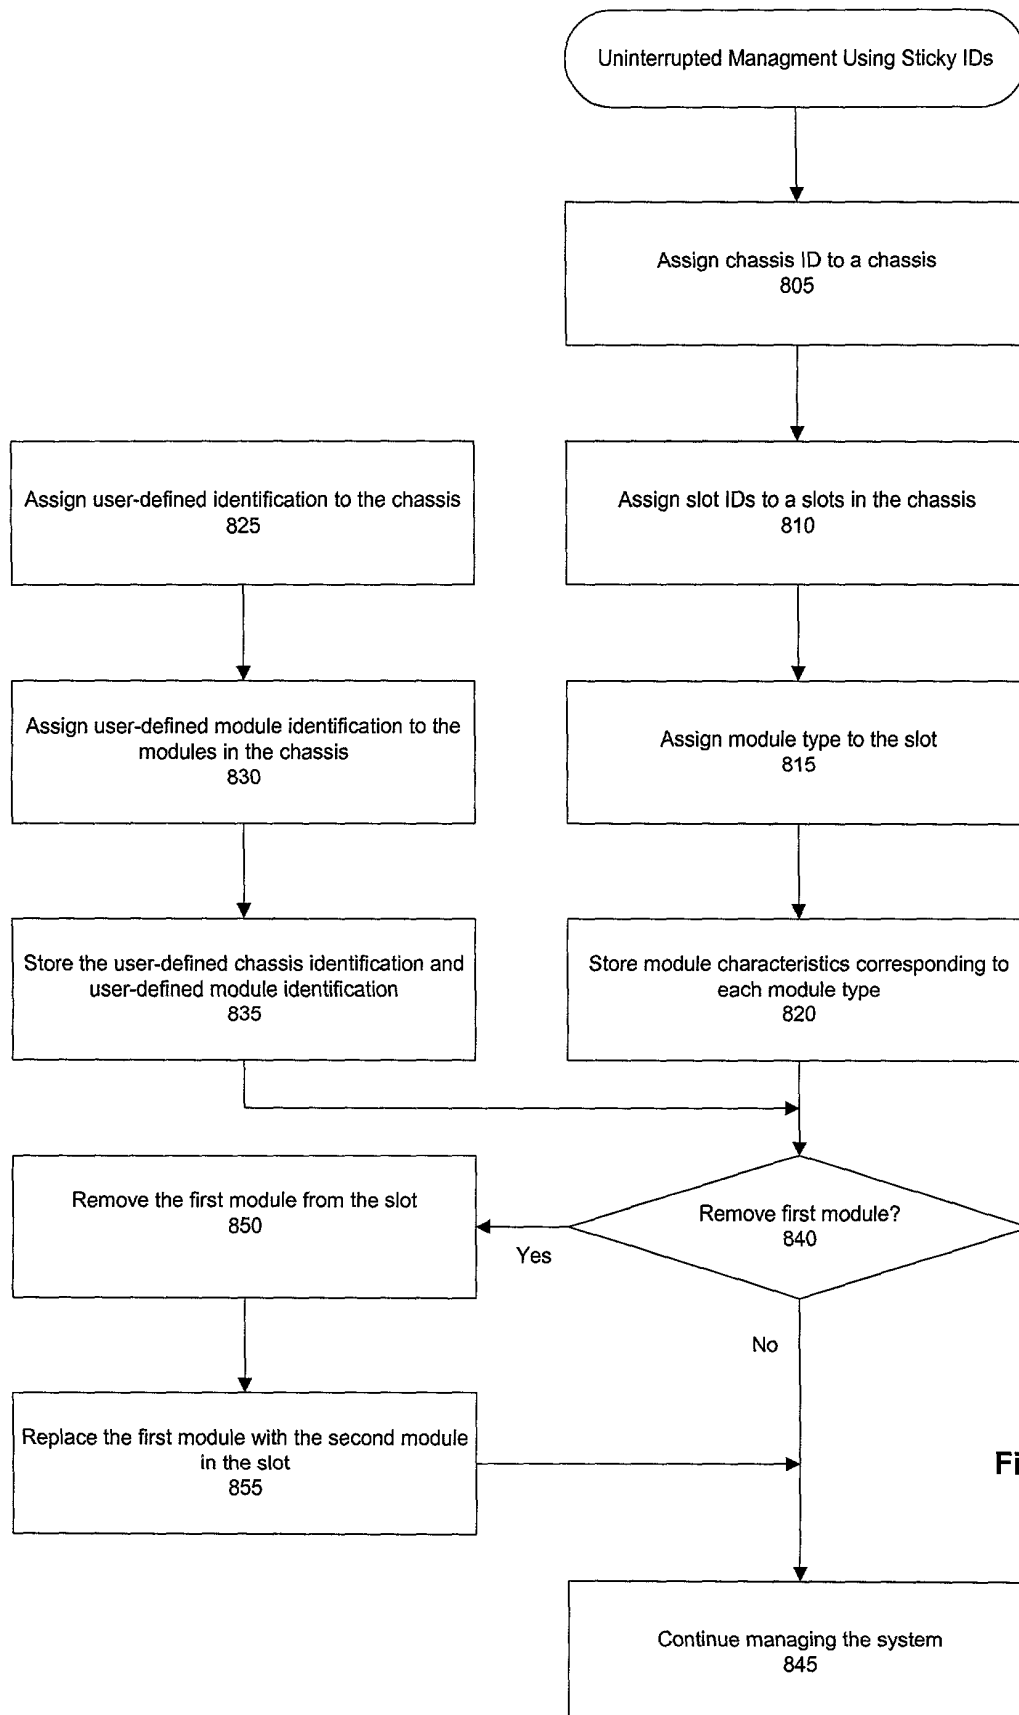 Uninterrupted Managment Using Sticky IDs
Assign chassis ID to a chassis
805
Assign user-defined identification to the chassis
825
Assign slot IDs to a slots in the chassis
810
Assign user-defined module identification to the
modules in the chassis
830
Assign module type to the slot
815
Store the user-defined chassis identification and
user-defined module identification
835
Store module characteristics corresponding to
each module type
820
Remove the first module from the slot
850
Remove first module?
840
Yes
No
Replace the first module with the second module
in the slot
855
Fi
Continue managing the system
845